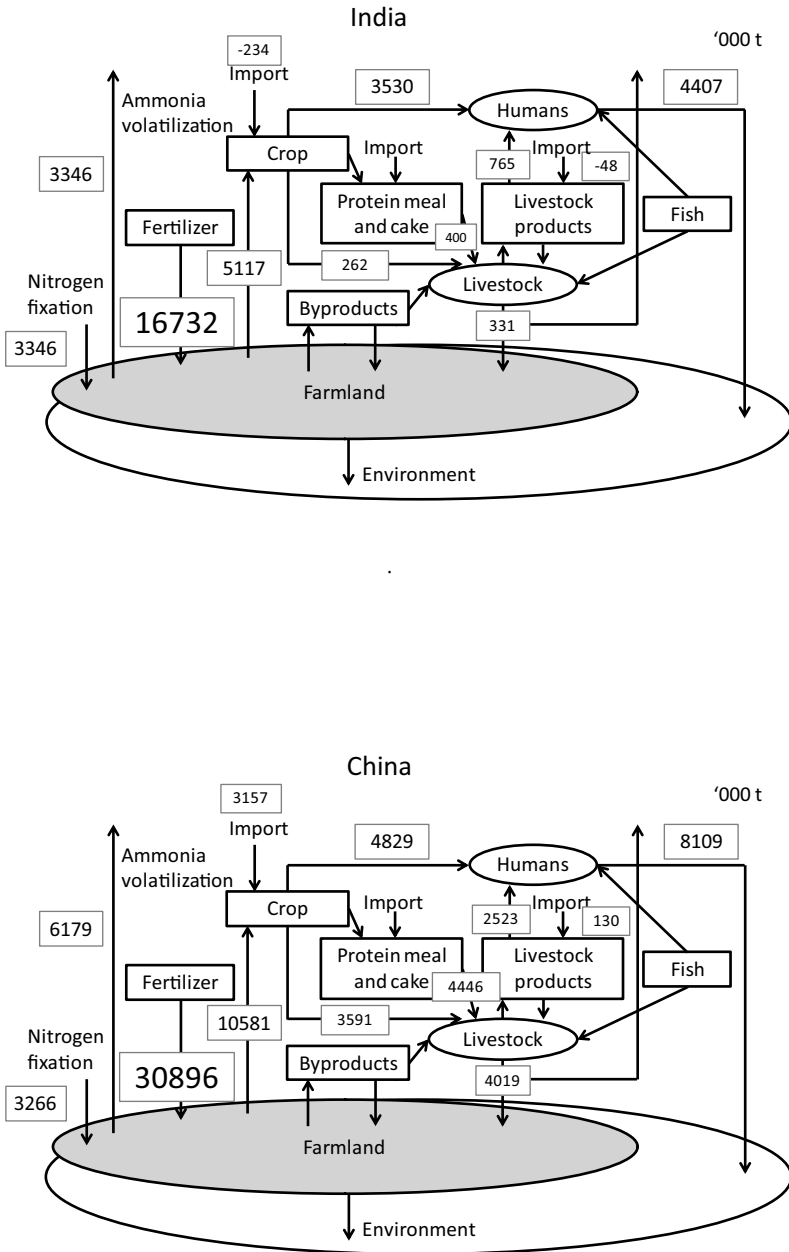 India
‘000 t
-234
Import
3530
Humans
4407
Ammonia
volatilization
Crop
Import
765
Import
-48
3346
Protein meal
and cake
Livestock
products
Fish
Fertilizer
400
5117
262
Livestock
Nitrogen
fixation
16732
Byproducts
331
3346
Farmland
Environment
.
China
‘000 t
3157
Import
4829
Humans
8109
Ammonia
volatilization
Crop
Import
2523
Import
130
6179
Protein meal
and cake
Livestock
products
Fish
Fertilizer
4446
10581
3591
Livestock
Nitrogen
fixation
30896
Byproducts
4019
3266
Farmland
Environment